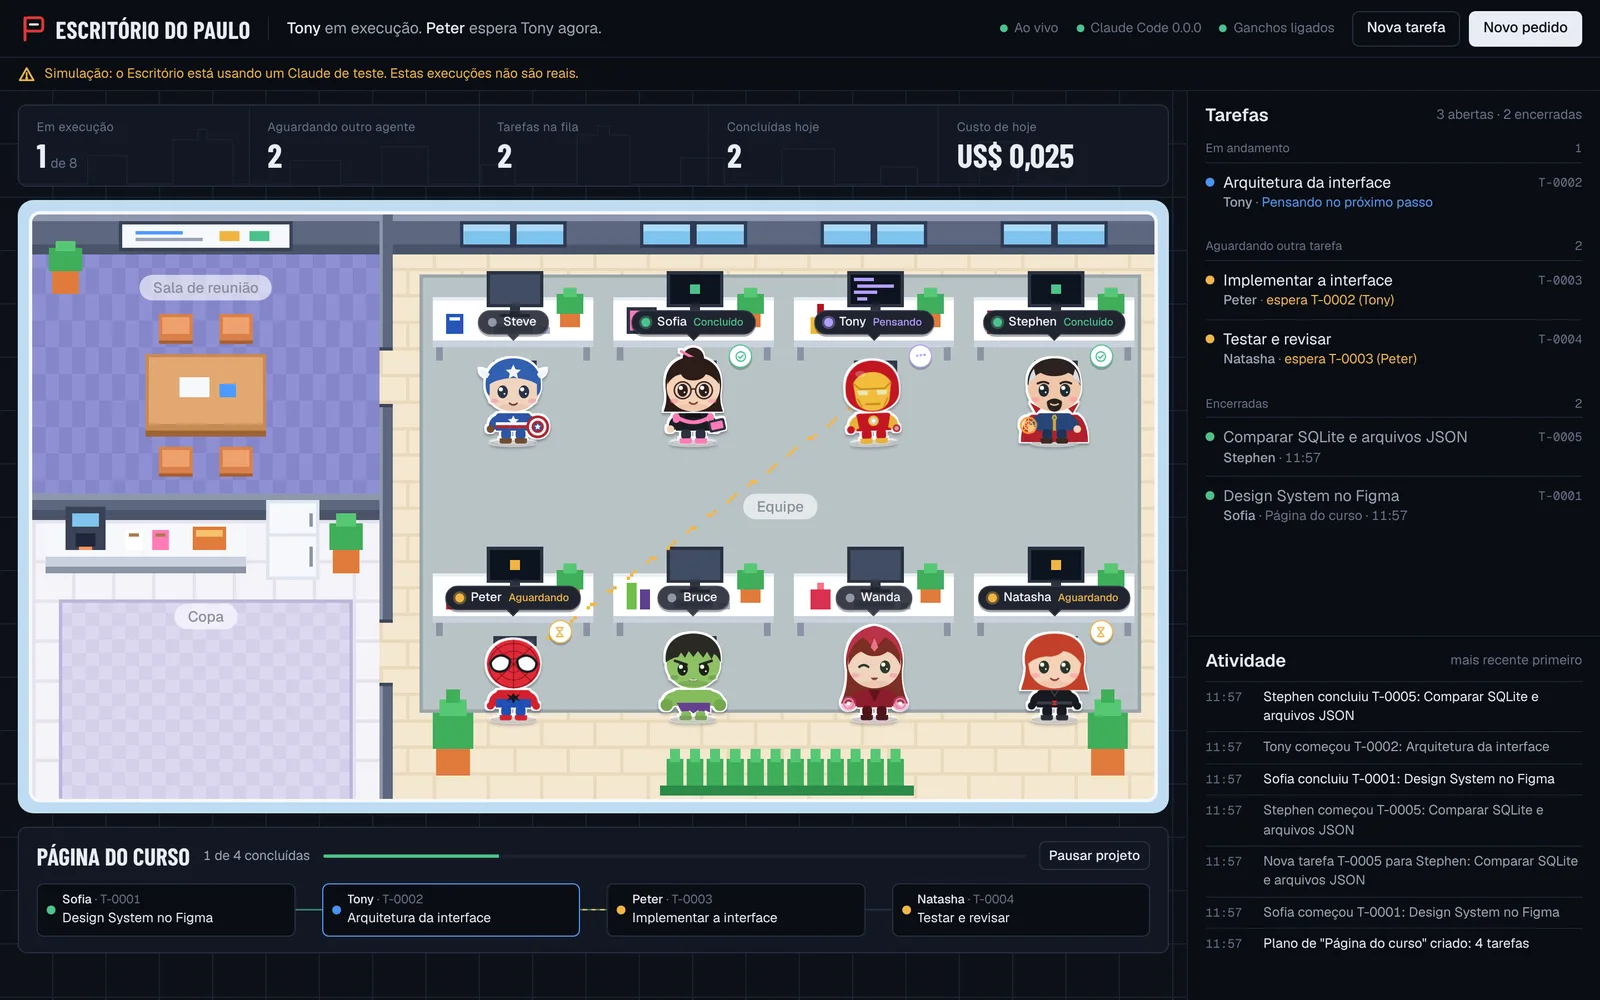 ESCRITÓRIO DO PAULO
Tony em execução. Peter espera Tony agora.
Ao vivo
Claude Code 0.0.0
Ganchos ligados
Nova tarefa
Novo pedido
Simulação: o Escritório está usando um Claude de teste. Estas execuções não são reais.
Em execução
1 de 8
Aguardando outro agente
2
Tarefas na fila
2
Concluídas hoje
2
Custo de hoje
US$ 0,025
Sala de reunião
Steve
Sofia Concluído
Tony Pensando
Stephen Concluído
Equipe
Copa
Peter Aguardando
Bruce
Wanda
Natasha Aguardando
PÁGINA DO CURSO
1 de 4 concluídas
Pausar projeto
Sofia · T-0001
Design System no Figma
Tony · T-0002
Arquitetura da interface
Peter · T-0003
Implementar a interface
Natasha · T-0004
Testar e revisar
Tarefas
3 abertas · 2 encerradas
Em andamento
1
Arquitetura da interface
T-0002
Tony · Pensando no próximo passo
Aguardando outra tarefa
2
Implementar a interface
T-0003
Peter · espera T-0002 (Tony)
Testar e revisar
T-0004
Natasha · espera T-0003 (Peter)
Encerradas
2
Comparar SQLite e arquivos JSON
T-0005
Stephen · 11:57
Design System no Figma
T-0001
Sofia · Página do curso · 11:57
Atividade
mais recente primeiro
11:57 Stephen concluiu T-0005: Comparar SQLite e
arquivos JSON
11:57 Tony começou T-0002: Arquitetura da interface
11:57 Sofia concluiu T-0001: Design System no Figma
11:57 Stephen começou T-0005: Comparar SQLite e
arquivos JSON
11:57 Nova tarefa T-0005 para Stephen: Comparar SQLite
e arquivos JSON
11:57 Sofia começou T-0001: Design System no Figma
11:57 Plano de "Página do curso" criado: 4 tarefas